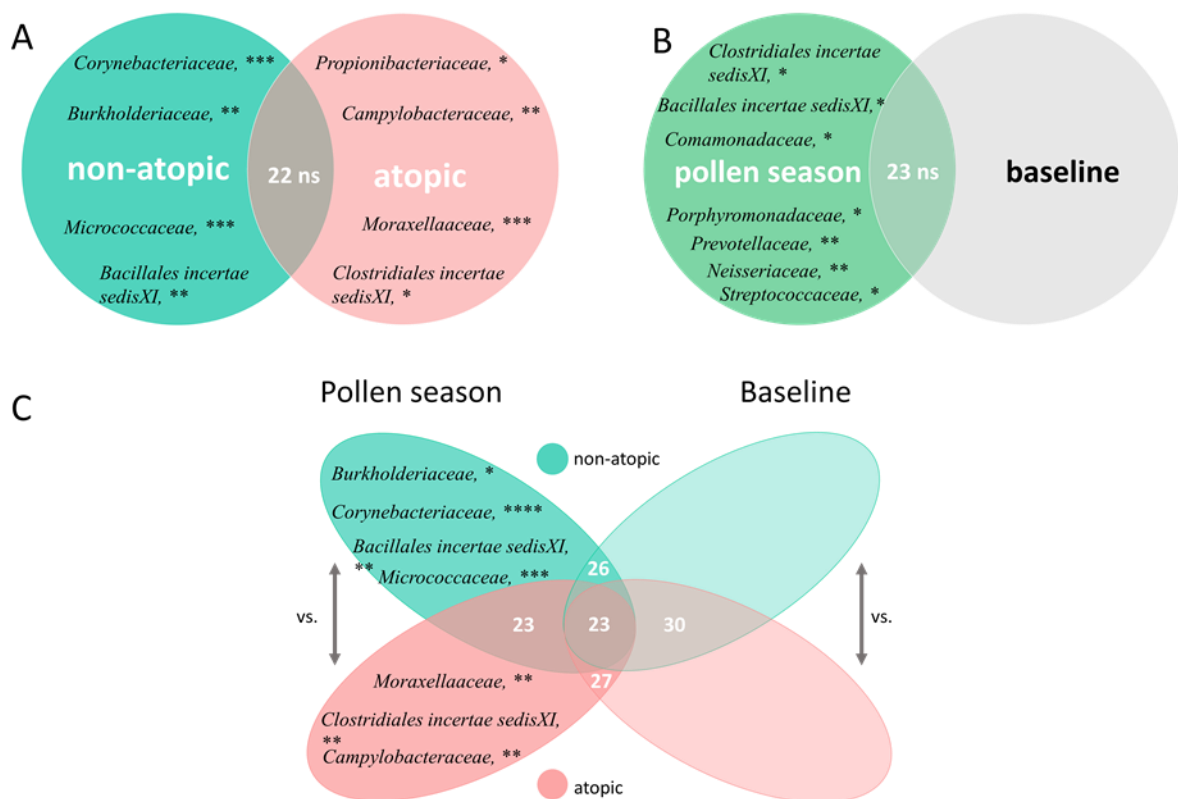 A
Corynebacteriaceae, ***
Propionibacteriaceae, *
Burkholderiaceae, **
Campylobacteraceae, **
non-atopic
22 ns
atopic
Micrococcaceae, ***
Moraxellaaceae, ***
Bacillales incertae
sedisXI, **
Clostridiales incertae
sedisXI, *
B
Clostridiales incertae
sedisXI, *
Bacillales incertae sedisXI, *
Comamonadaceae, *
pollen season
23 ns
baseline
Porphyromonadaceae, *
Prevotellaceae, **
Neisseriaceae, **
Streptococcaceae, *
C
Pollen season
Baseline
non-atopic
Burkholderiaceae, *
Corynebacteriaceae, ****
Bacillales incertae sedisXI,
** Micrococcaceae, ***
26
vs.
23
23
30
vs.
27
Moraxellaaceae, **
Clostridiales incertae sedisXI,
**
Campylobacteraceae, **
atopic